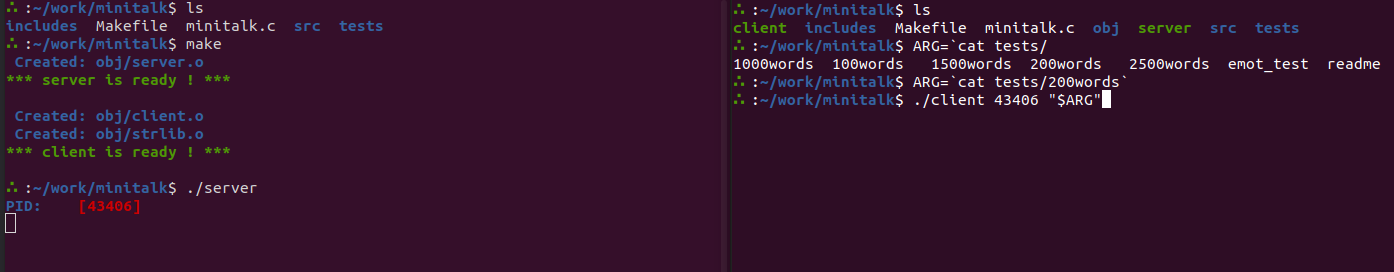 ∴ :~/work/minitalk$ ls
includes  Makefile  minitalk.c  src  tests
∴ :~/work/minitalk$ make
 Created: obj/server.o
*** server is ready ! ***
 Created: obj/client.o
 Created: obj/strlib.o
*** client is ready ! ***
∴ :~/work/minitalk$ ./server
PID:    [43406]
∴ :~/work/minitalk$ ls
client  includes  Makefile  minitalk.c  obj  server  src  tests
∴ :~/work/minitalk$ ARG=`cat tests/
1000words  100words   1500words  200words   2500words  emot_test  readme
∴ :~/work/minitalk$ ARG=`cat tests/200words`
∴ :~/work/minitalk$ ./client 43406 "$ARG"